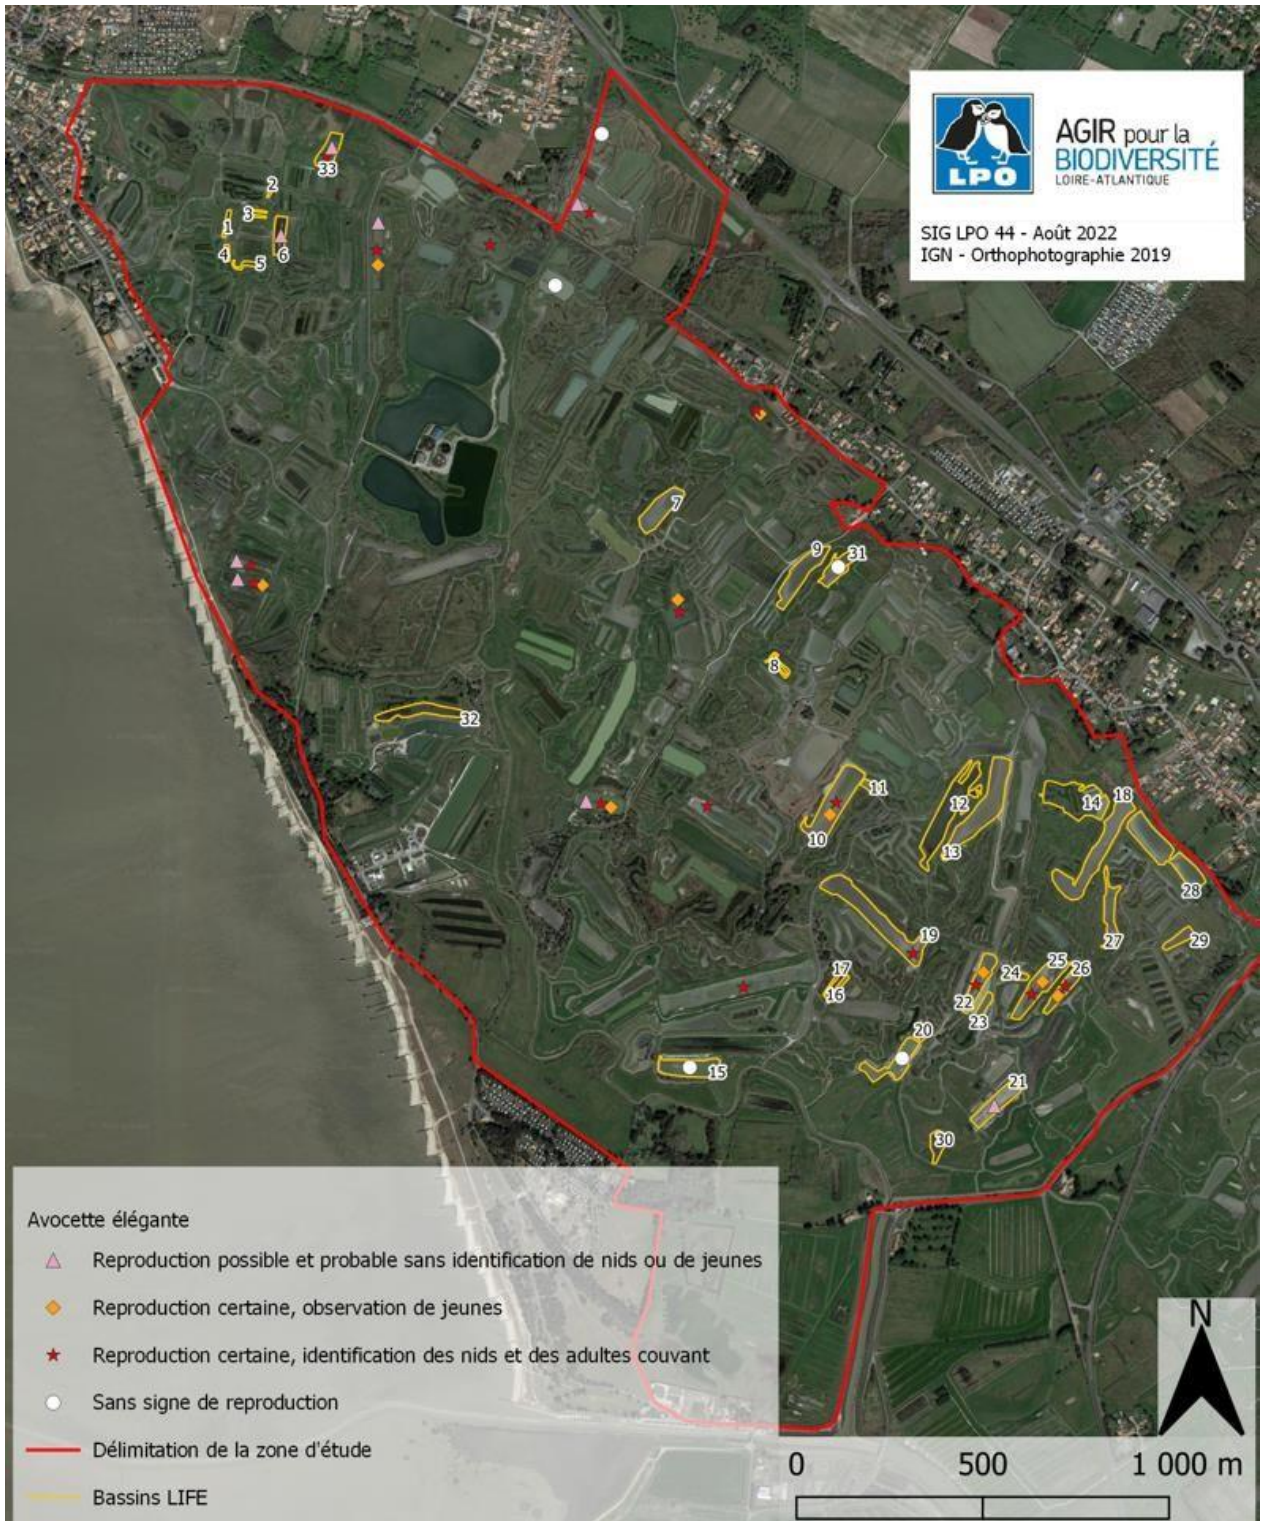 LPO
AGIR pour la
BIODIVERSITÉ
LOIRE-ATLANTIQUE
SIG LPO 44 - Août 2022
IGN - Orthophotographie 2019
33
2
3
1
6
4
5
7
9
31
8
32
11
10
12
13
14
18
28
19
27
29
17
16
25
24
26
22
23
20
15
21
30
Avocette élégante
Reproduction possible et probable sans identification de nids ou de jeunes
Reproduction certaine, observation de jeunes
Reproduction certaine, identification des nids et des adultes couvant
Sans signe de reproduction
Délimitation de la zone d'étude
Bassins LIFE
N
0 500 1 000 m